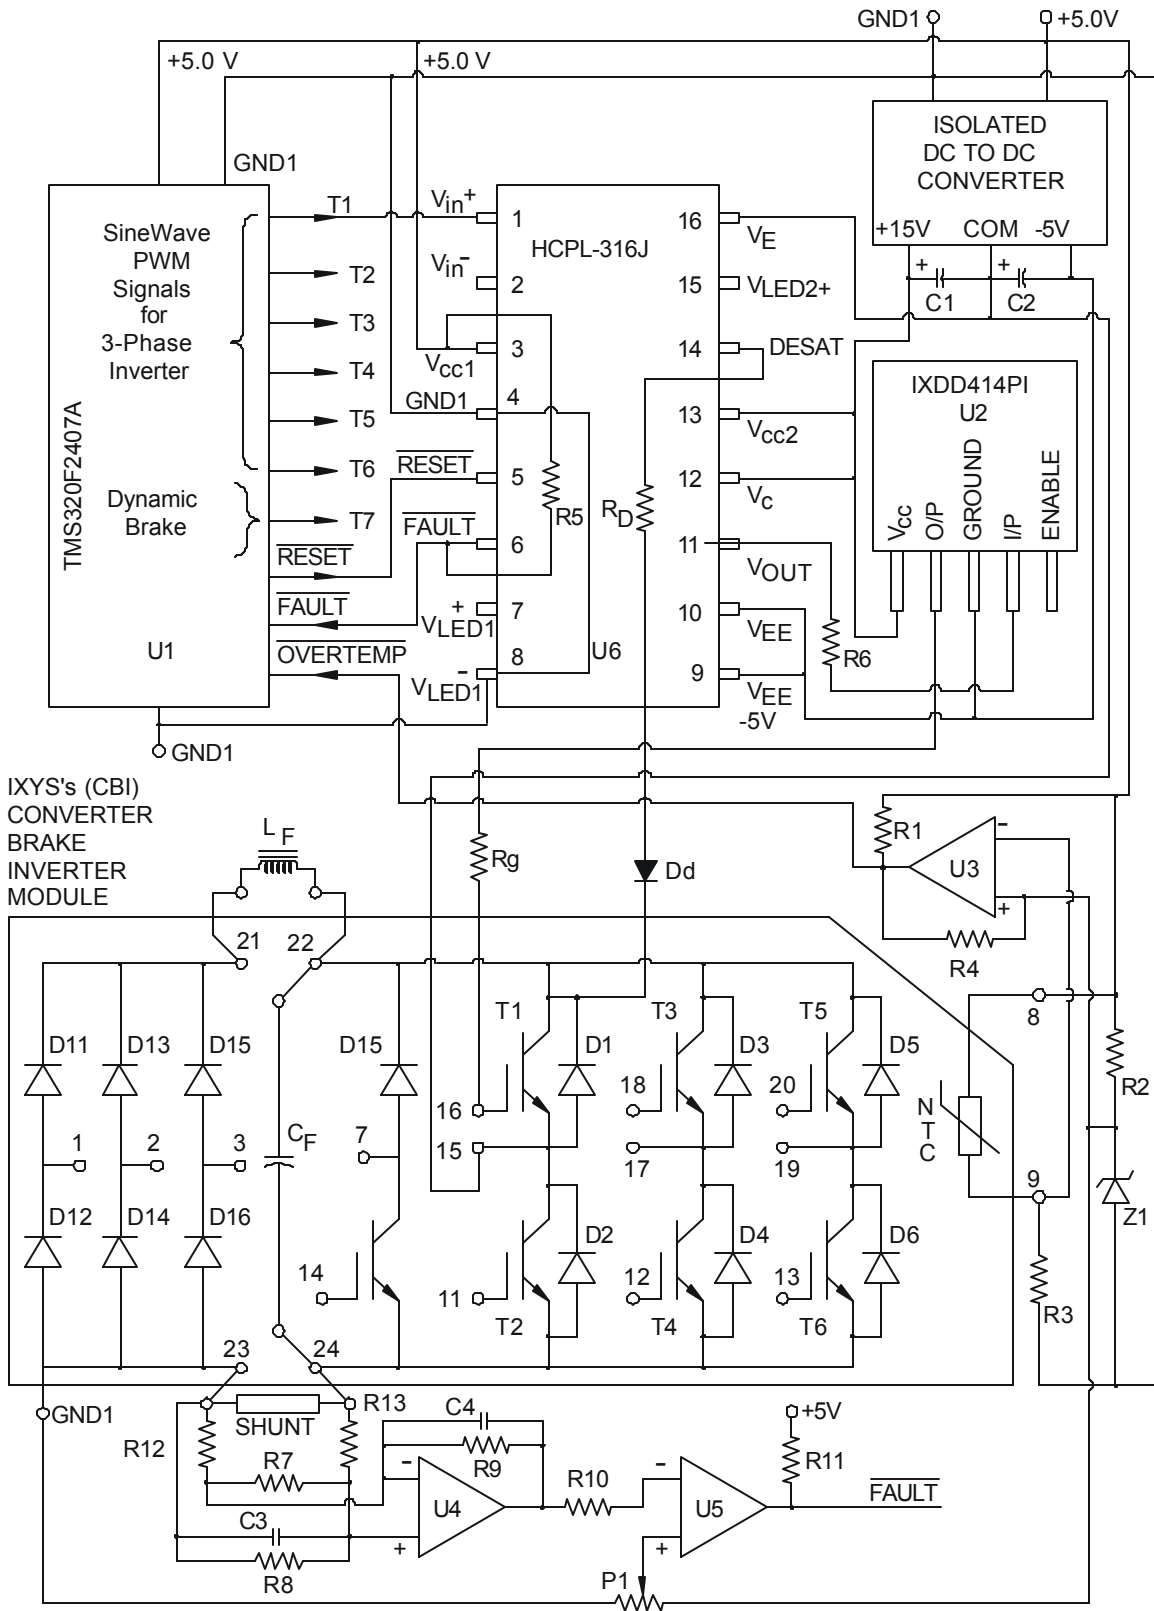 GND1
+5.0V
+5.0 V
+5.0 V
GND1
ISOLATED
DC TO DC
CONVERTER
+15V COM -5V
+ C1
+ C2
TMS320F2407A
SineWave
PWM
Signals
for
3-Phase
Inverter
T1
T2
T3
T4
T5
T6
Dynamic
Brake
T7
RESET
FAULT
OVERTEMP
U1
GND1
HCPL-316J
Vin+
1
Vin-
2
3
Vcc1
GND1
4
RESET
5
FAULT
6
+
VLED1
7
-
VLED1
8
R5
U6
16
VE
15
VLED2+
14
DESAT
13
Vcc2
12
VC
11
VOUT
10
VEE
9
VEE
-5V
RD
R6
IXDD414PI
U2
Vcc
O/P
GROUND
I/P
ENABLE
IXYS's (CBI)
CONVERTER
BRAKE
INVERTER
MODULE
LF
Rg
Dd
R1
-
U3
+
R4
21
22
D11
D13
D15
D15
T1
D1
T3
D3
T5
D5
8
R2
16
18
20
NTC
1
2
3
CF
7
15
17
19
9
Z1
D12
D14
D16
D2
D4
D6
14
11
12
13
R3
T2
T4
T6
23
24
GND1
SHUNT
R13
R12
R7
C4
R9
+5V
R11
-
U4
+
R10
-
U5
+
FAULT
C3
R8
P1